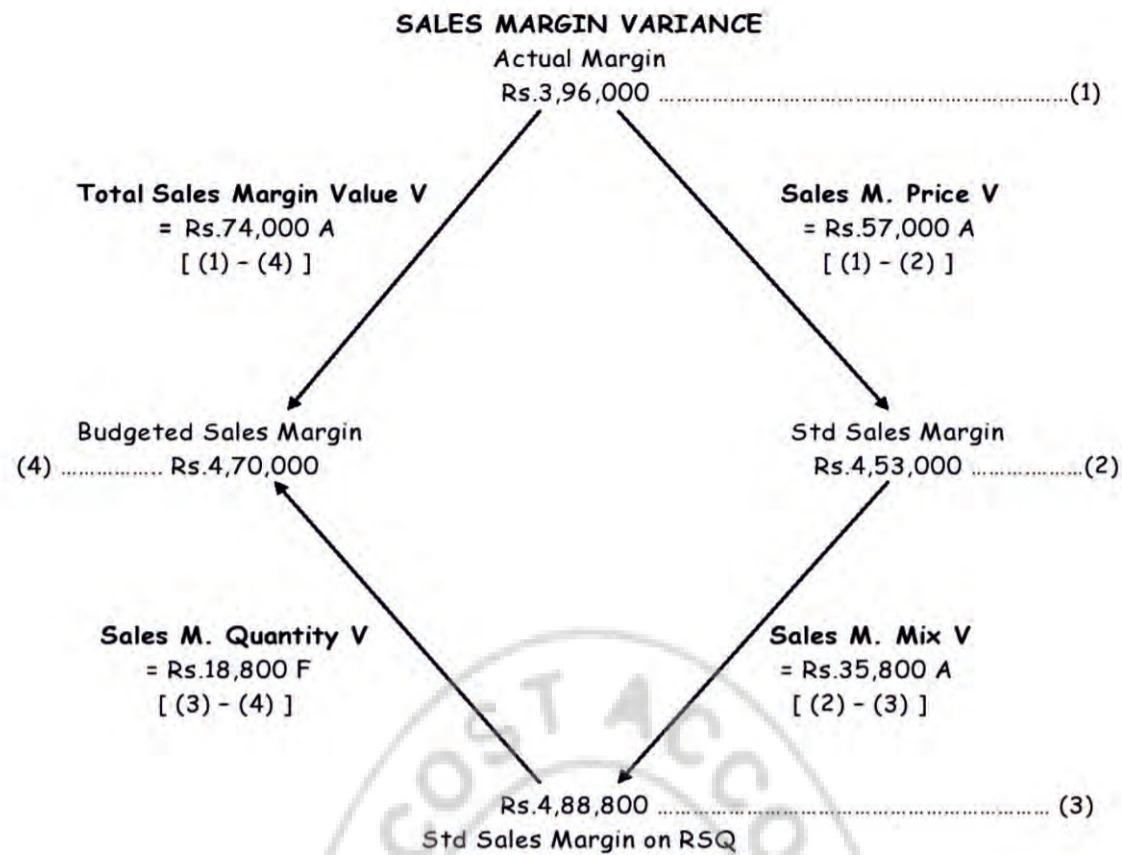 SALES MARGIN VARIANCE
Actual Margin
Rs.3,96,000 ......................................................................(1)
Total Sales Margin Value V
= Rs.74,000 A
[ (1) – (4) ]
Sales M. Price V
= Rs.57,000 A
[ (1) – (2) ]
Budgeted Sales Margin
(4) ................. Rs.4,70,000
Std Sales Margin
Rs.4,53,000 ...................(2)
Sales M. Quantity V
= Rs.18,800 F
[ (3) – (4) ]
Sales M. Mix V
= Rs.35,800 A
[ (2) – (3) ]
Rs.4,88,800 .................................................................. (3)
Std Sales Margin on RSQ
COST ACCO